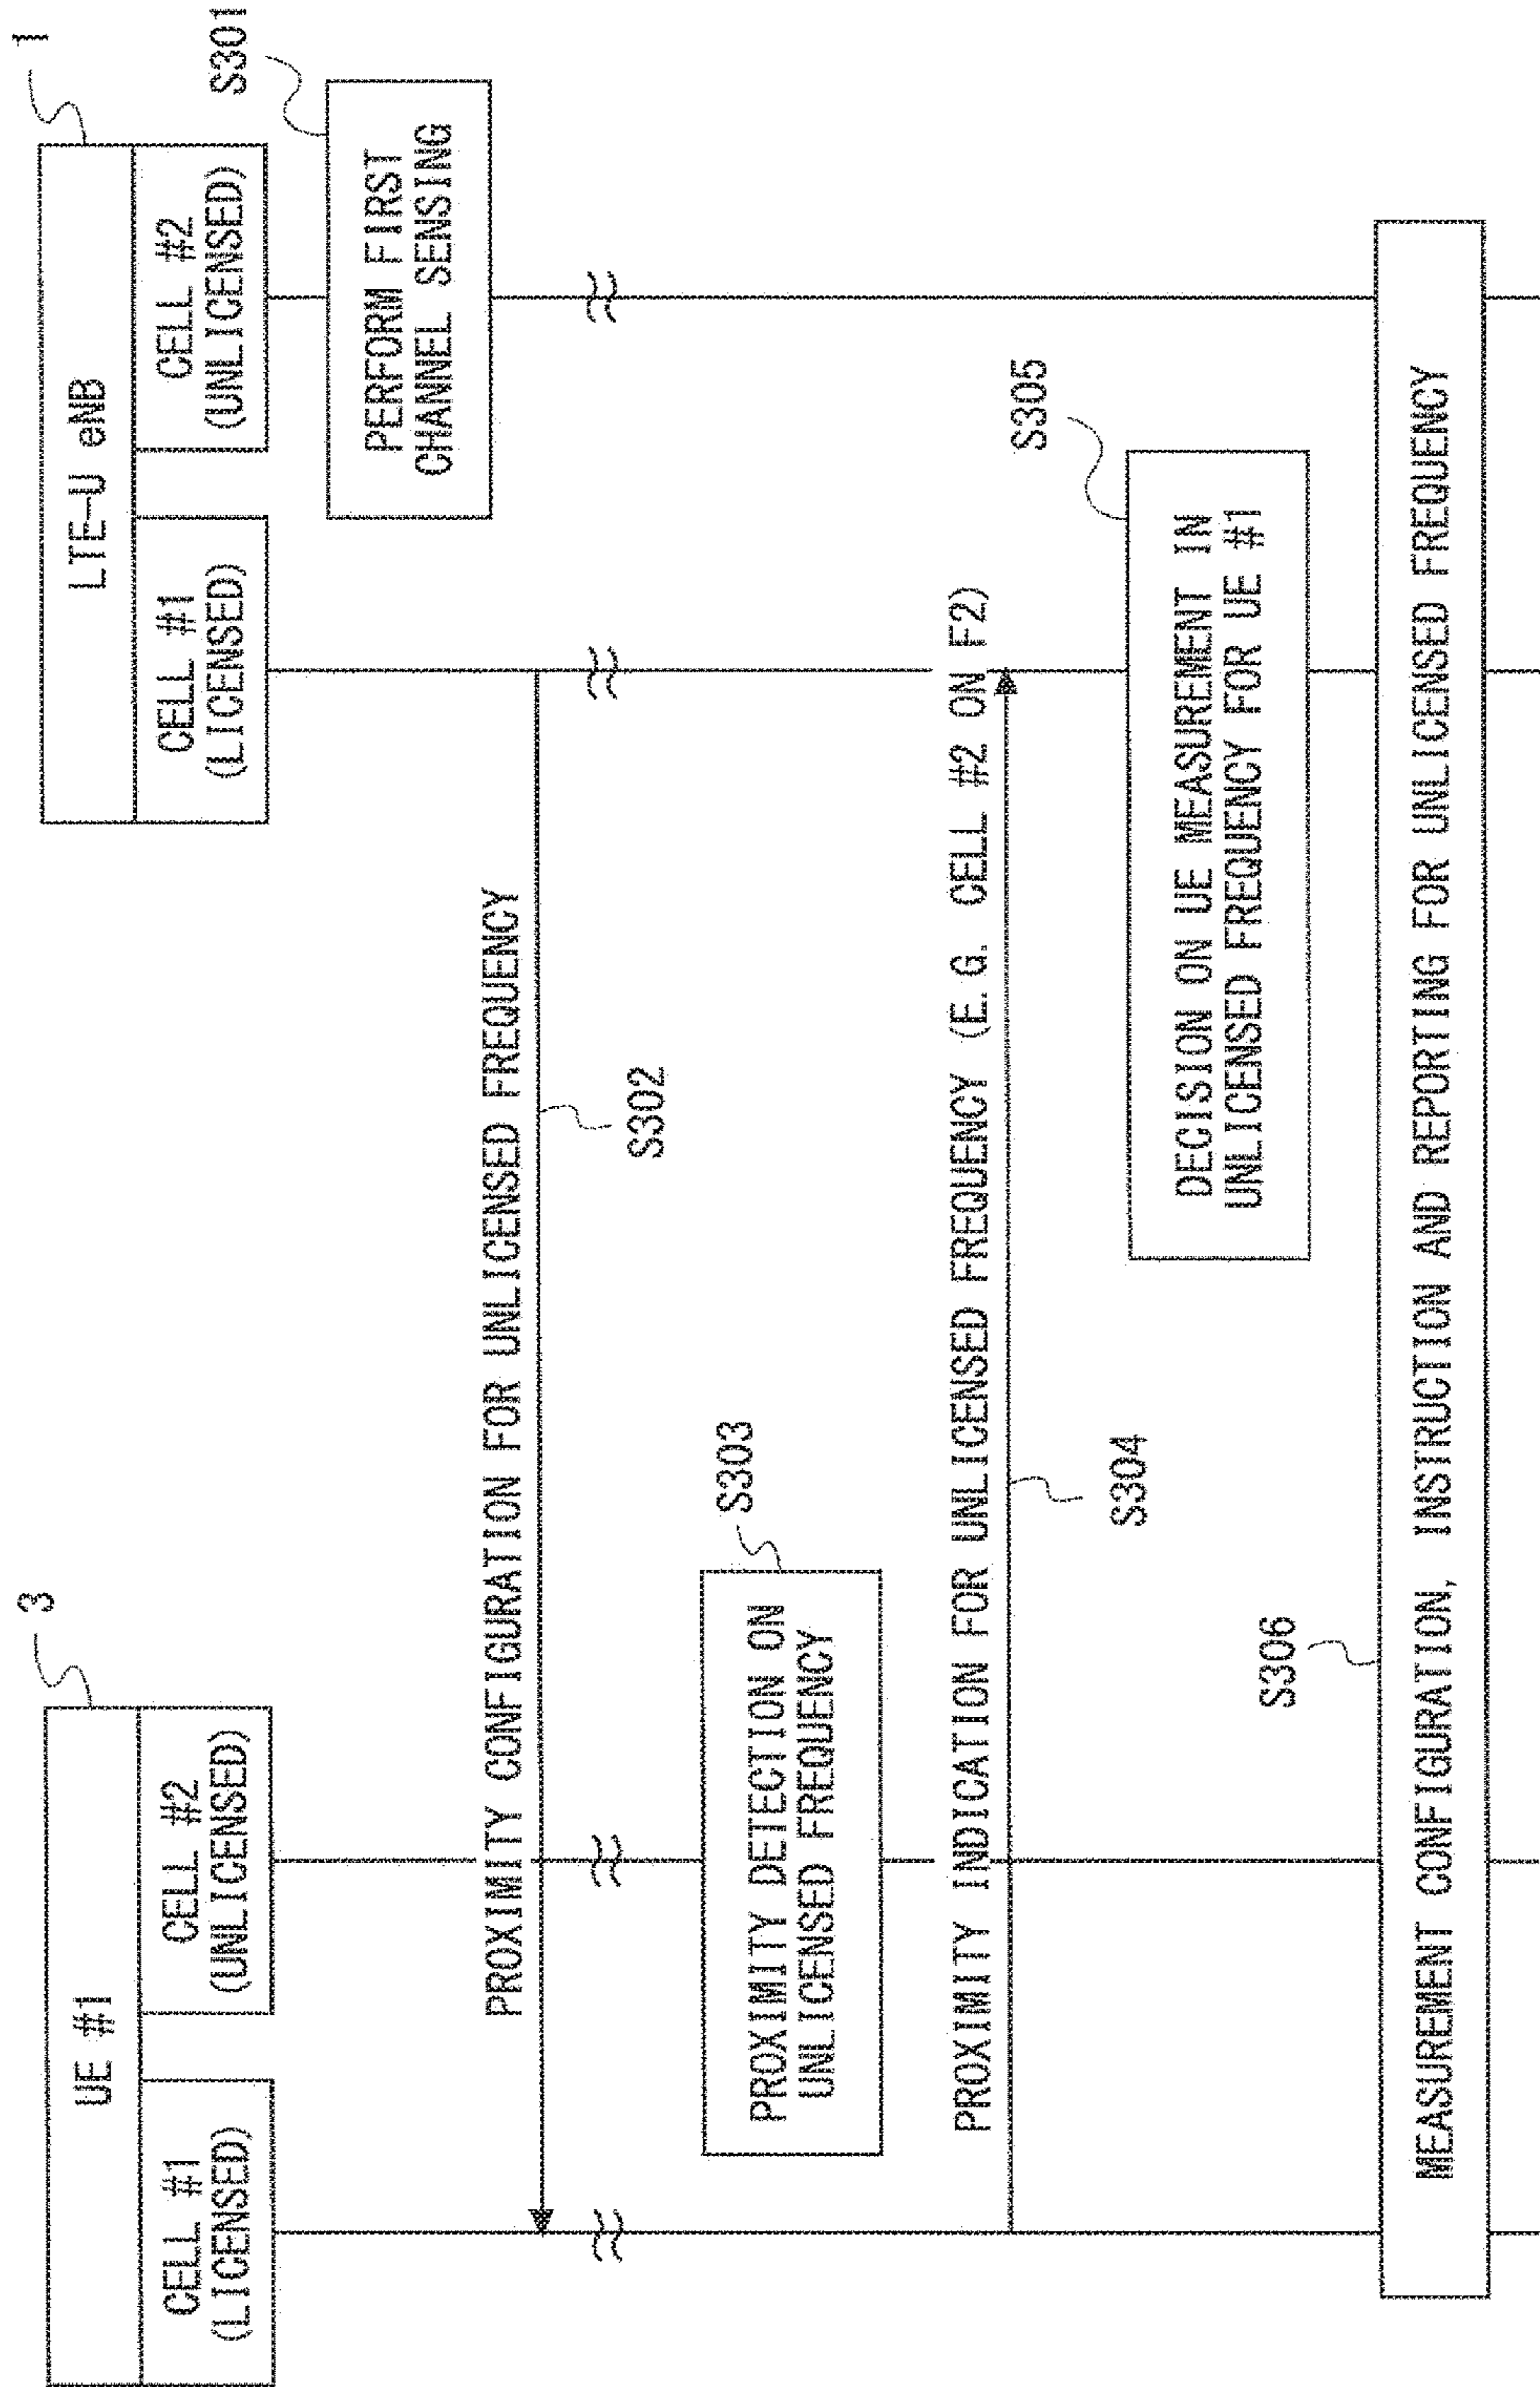 UE #1
3
CELL #1
(LICENSED)
CELL #2
(UNLICENSED)
LTE-U eNB
1
CELL #1
(LICENSED)
CELL #2
(UNLICENSED)
S301
PERFORM FIRST
CHANNEL SENSING
PROXIMITY CONFIGURATION FOR UNLICENSED FREQUENCY
S302
S303
PROXIMITY DETECTION ON
UNLICENSED FREQUENCY
PROXIMITY INDICATION FOR UNLICENSED FREQUENCY (E.G. CELL #2 ON F2)
S304
S305
DECISION ON UE MEASUREMENT IN
UNLICENSED FREQUENCY FOR UE #1
S306
MEASUREMENT CONFIGURATION, INSTRUCTION AND REPORTING FOR UNLICENSED FREQUENCY